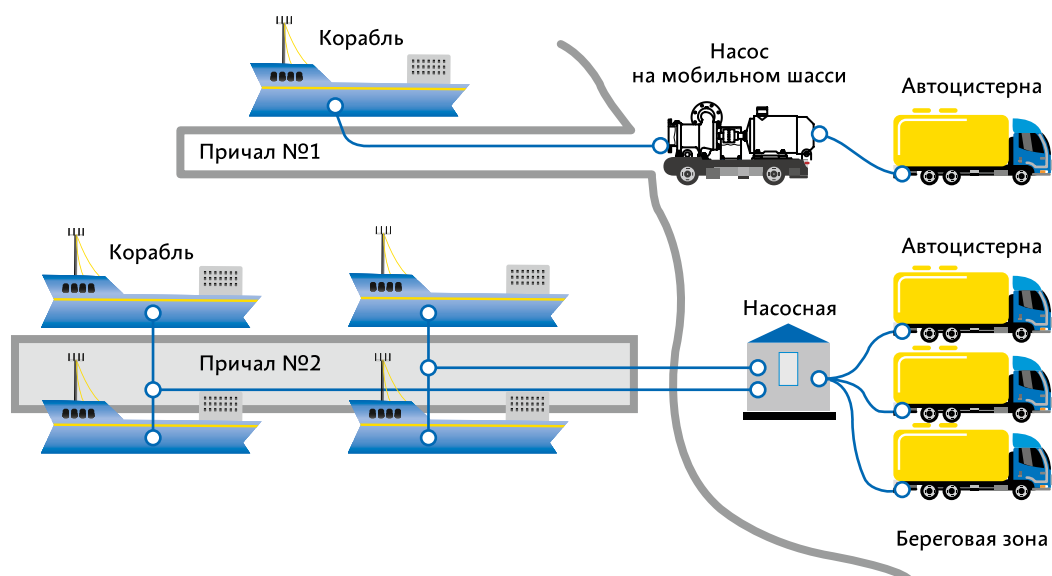 Корабль
Насос
на мобильном шасси
Автоцистерна
Причал №1
Корабль
Автоцистерна
Насосная
Причал №2
Береговая зона